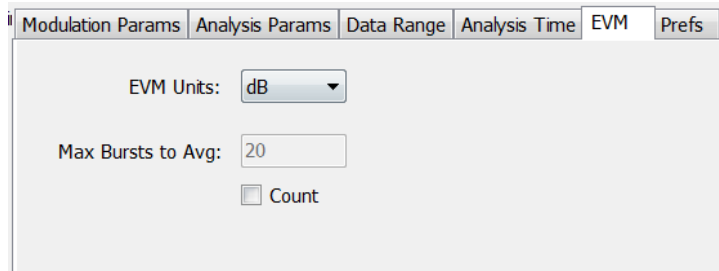 Modulation Params Analysis Params Data Range Analysis Time EVM Prefs
EVM Units: dB
Max Bursts to Avg: 20
Count